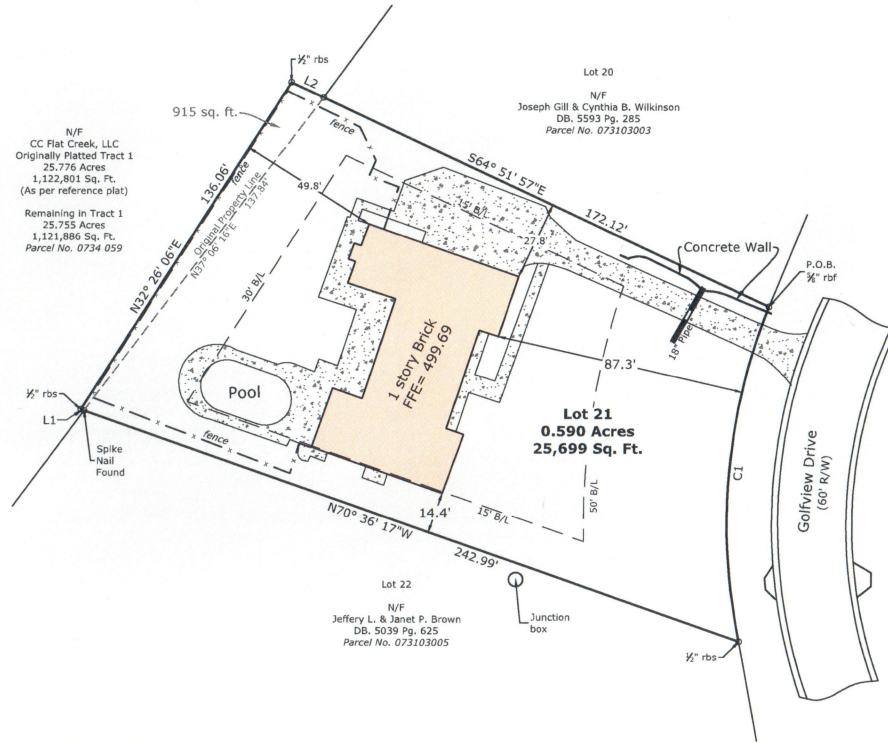 ½" rbs
L2
Lot 20
N/F
Joseph Gill & Cynthia B. Wilkinson
DB. 5593 Pg. 285
Parcel No. 073103003
915 sq. ft.
fence
N/F
CC Flat Creek, LLC
Originally Platted Tract 1
25.776 Acres
1,122,801 Sq. Ft.
(As per reference plat)
Remaining in Tract 1
25.755 Acres
1,121,886 Sq. Ft.
Parcel No. 0734 059
136.06'
fence
N32° 26' 06"E
Original Property Line
N37° 06' 16"E
137.84'
49.8'
S64° 51' 57"E
172.12'
15' B/L
27.8'
30' B/L
Concrete Wall
P.O.B.
⅝" rbf
18" Pipe
1 story Brick
FFE= 499.69
87.3'
Pool
Lot 21
0.590 Acres
25,699 Sq. Ft.
½" rbs
L1
Spike
Nail
Found
fence
C1
Golfview Drive
(60' R/W)
50' B/L
14.4'
15' B/L
N70° 36' 17"W
242.99'
Lot 22
N/F
Jeffery L. & Janet P. Brown
DB. 5039 Pg. 625
Parcel No. 073103005
Junction
box
½" rbs